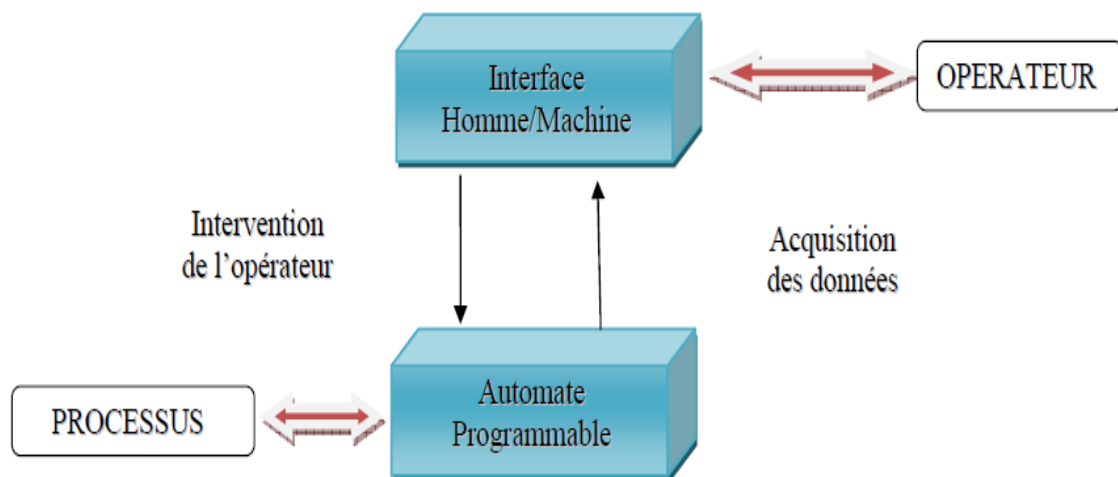 Interface
Homme/Machine
OPERATEUR
Intervention
de l'opérateur
Acquisition
des données
PROCESSUS
Automate
Programmable